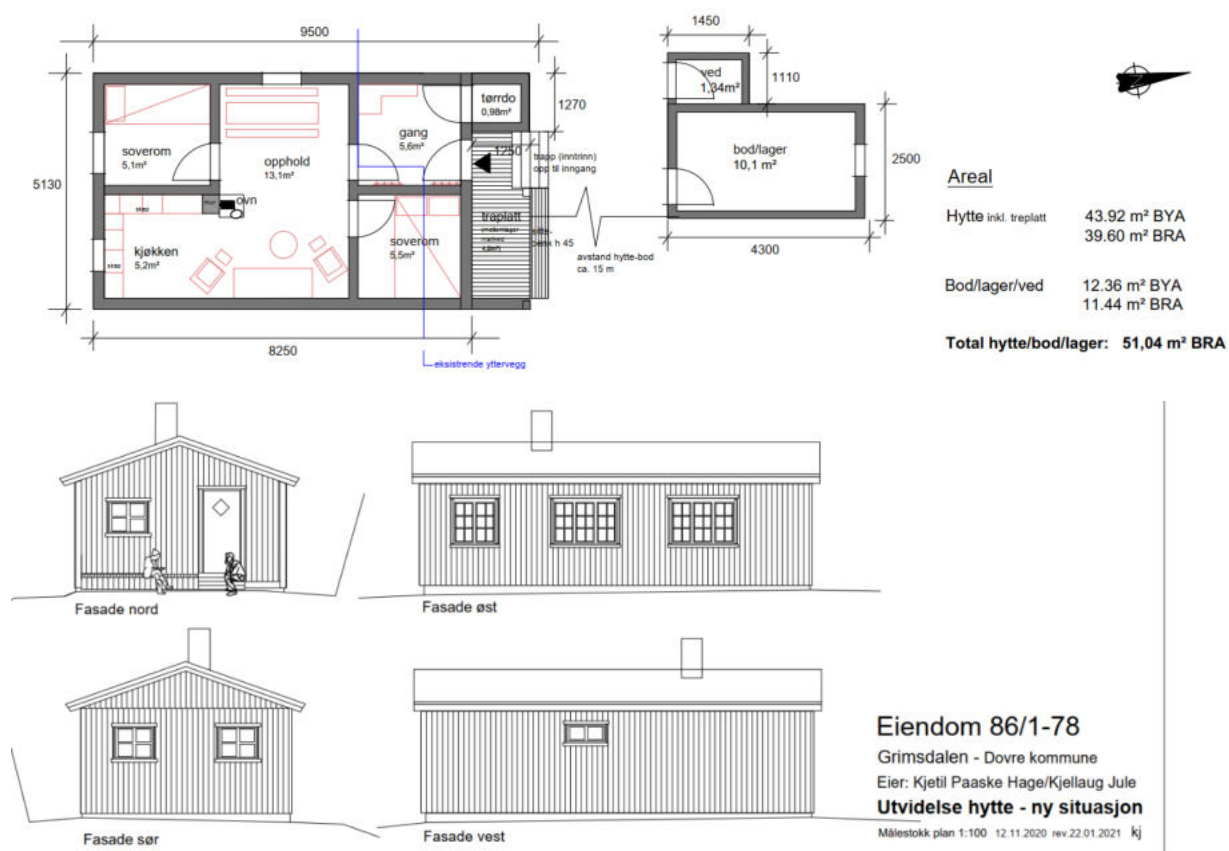 9500
1450
ved
1,34m²
1110
tørrdo
0,98m²
1270
soverom
5,1m²
opphold
13,1m²
gang
5,6m²
1250
trapp (inntrinn)
opp til inngang
bod/lager
10,1 m²
2500
5130
ovn
skap
kjøkken
5,2m²
skap
soverom
5,5m²
traplatt
benk h 45
avstand hytte-bod
ca. 15 m
4300
8250
eksistrende yttervegg
Areal
Hytte inkl. treplatt 43.92 m² BYA
39.60 m² BRA
Bod/lager/ved 12.36 m² BYA
11.44 m² BRA
Total hytte/bod/lager: 51,04 m² BRA
Fasade nord
Fasade øst
Fasade sør
Fasade vest
Eiendom 86/1-78
Grimsdalen - Dovre kommune
Eier: Kjetil Paaske Hage/Kjellaug Jule
Utvidelse hytte - ny situasjon
Målestokk plan 1:100 12.11.2020 rev.22.01.2021 kj